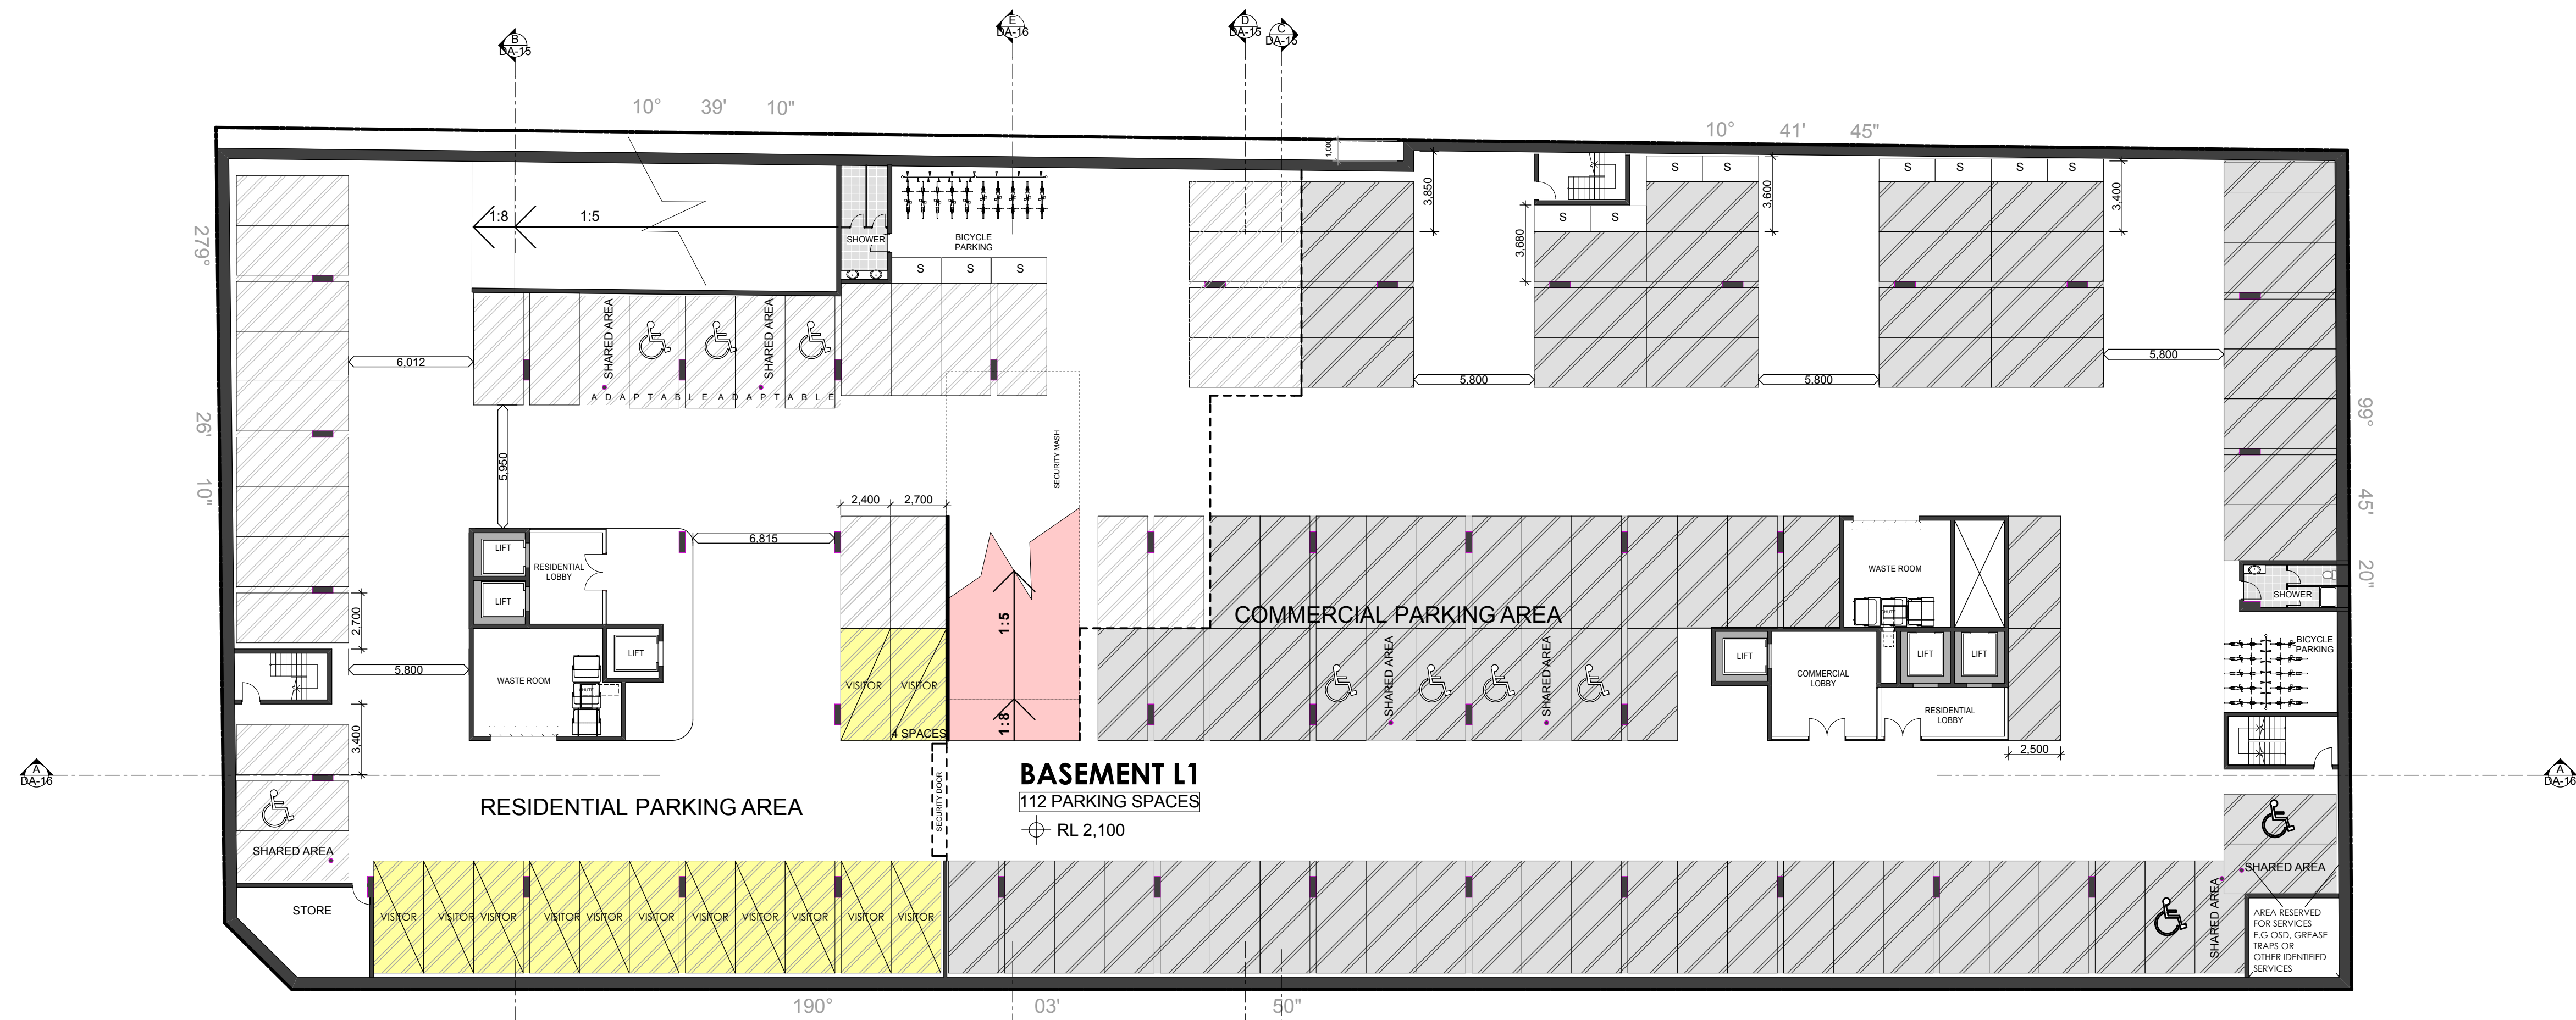 B
DA-15
E
DA-16
D
DA-15
C
DA-15
10° 39' 10"
10° 41' 45"
1,000
279° 26' 10"
99° 45' 20"
190° 03' 50"
1:8
1:5
SHOWER
BICYCLE
PARKING
S
S
S
3,850
S
S
3,680
S
S
3,600
S
S
S
S
3,400
SHARED AREA
SHARED AREA
A D A P T A B L E A D A P T A B L E
6,012
5,950
5,800
5,800
5,800
SECURITY MASH
2,400
2,700
6,815
LIFT
LIFT
RESIDENTIAL
LOBBY
LIFT
WASTE ROOM
CHUTE
2,700
5,800
3,400
VISITOR
VISITOR
4 SPACES
1:5
1:8
COMMERCIAL PARKING AREA
SHARED AREA
SHARED AREA
WASTE ROOM
CHUTE
LIFT
COMMERCIAL
LOBBY
LIFT
LIFT
RESIDENTIAL
LOBBY
2,500
SHOWER
BICYCLE
PARKING
A
DA-16
A
DA-16
RESIDENTIAL PARKING AREA
SECURITY DOOR
BASEMENT L1
112 PARKING SPACES
RL 2,100
SHARED AREA
STORE
VISITOR
VISITOR
VISITOR
VISITOR
VISITOR
VISITOR
VISITOR
VISITOR
VISITOR
VISITOR
VISITOR
SHARED AREA
SHARED AREA
AREA RESERVED
FOR SERVICES
E.G OSD, GREASE
TRAPS OR
OTHER IDENTIFIED
SERVICES